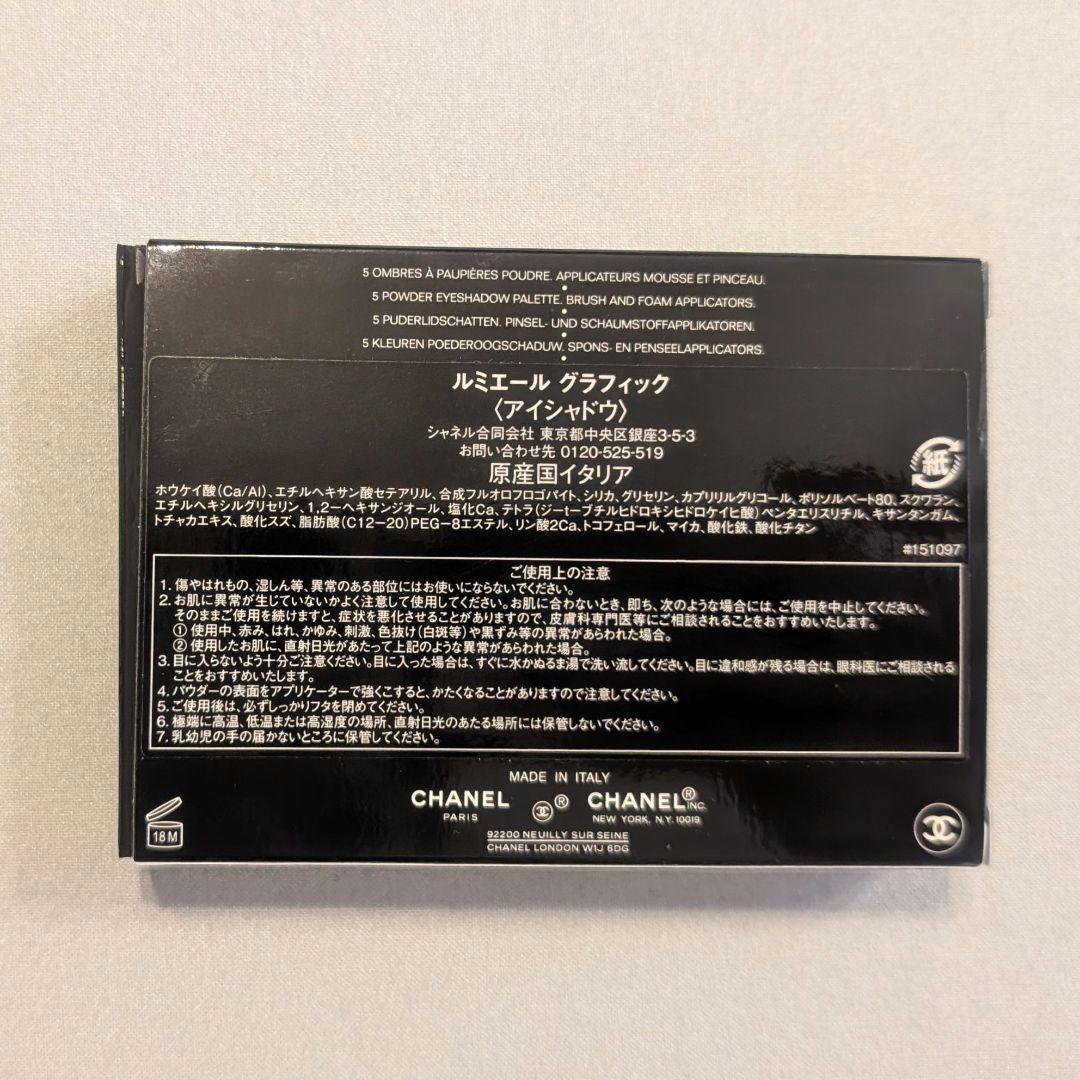 5 OMBRES À PAUPIÈRES POUDRE. APPLICATEURS MOUSSE ET PINCEAU.
5 POWDER EYESHADOW PALETTE. BRUSH AND FOAM APPLICATORS.
5 PUDERLIDSCHATTEN. PINSEL- UND SCHAUMSTOFFAPPLIKATOREN.
5 KLEUREN POEDEROOGSCHADUW. SPONS- EN PENSEELAPPLICATORS.
ルミエール グラフィック
〈アイシャドウ〉
シャネル合同会社 東京都中央区銀座3-5-3
お問い合わせ先 0120-525-519
原産国イタリア
紙
ホウケイ酸(Ca/Al)、エチルヘキサン酸セテアリル、合成フルオロフロゴパイト、シリカ、グリセリン、カプリリルグリコール、ポリソルベート80、スクワラン、
エチルヘキシルグリセリン、1,2-ヘキサンジオール、塩化Ca、テトラ(ジ-t-ブチルヒドロキシヒドロケイヒ酸)ペンタエリスリチル、キサンタンガム、
トチャカエキス、酸化スズ、脂肪酸(C12-20)PEG-8エステル、リン酸2Ca、トコフェロール、マイカ、酸化鉄、酸化チタン
#151097
ご使用上の注意
1. 傷やはれもの、湿しん等、異常のある部位にはお使いにならないでください。
2. お肌に異常が生じていないかよく注意して使用してください。お肌に合わないとき、即ち、次のような場合には、ご使用を中止してください。
そのままご使用を続けますと、症状を悪化させることがありますので、皮膚科専門医等にご相談されることをおすすめいたします。
① 使用中、赤み、はれ、かゆみ、刺激、色抜け(白斑等)や黒ずみ等の異常があらわれた場合。
② 使用したお肌に、直射日光があたって上記のような異常があらわれた場合。
3. 目に入らないよう十分ご注意ください。目に入った場合は、すぐに水かぬるま湯で洗い流してください。目に違和感が残る場合は、眼科医にご相談される
ことをおすすめいたします。
4. パウダーの表面をアプリケーターで強くこすると、かたくなることがありますので注意してください。
5. ご使用後は、必ずしっかりフタを閉めてください。
6. 極端に高温、低温または高湿度の場所、直射日光のあたる場所には保管しないでください。
7. 乳幼児の手の届かないところに保管してください。
MADE IN ITALY
CHANEL ® CHANEL® INC.
PARIS NEW YORK, N.Y. 10019
92200 NEUILLY SUR SEINE
CHANEL LONDON W1J 6DG
18 M